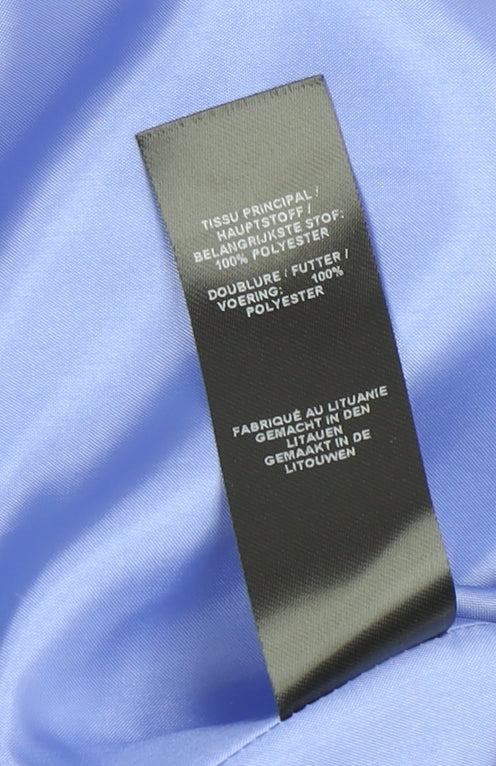 TISSU PRINCIPAL /
HAUPTSTOFF /
BELANGRIJKSTE STOF:
100% POLYESTER
DOUBLURE / FUTTER /
VOERING: 100%
POLYESTER
FABRIQUÉ AU LITUANIE
GEMACHT IN DEN
LITAUEN
GEMAAKT IN DE
LITOUWEN